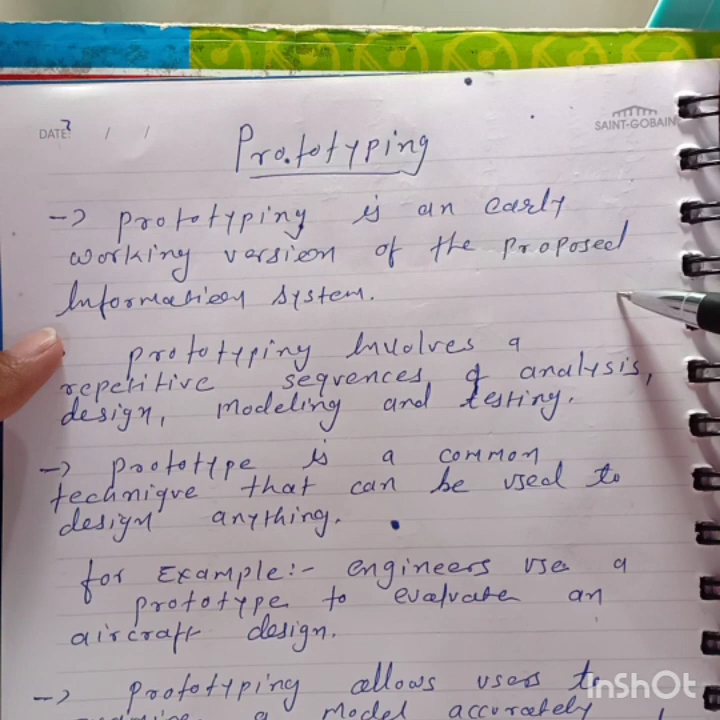 DATE: / /
SAINT-GOBAIN
Prototyping
-> prototyping is an early
working version of the proposed
Information system.
prototyping Involves a
repetitive sequences of analysis,
design, modeling and testing.
-> prototype is a common
technique that can be used to
design anything.
for Example:- engineers use a
prototype to evaluate an
aircraft design.
-> prototyping allows users to
a model accurately
InShOt